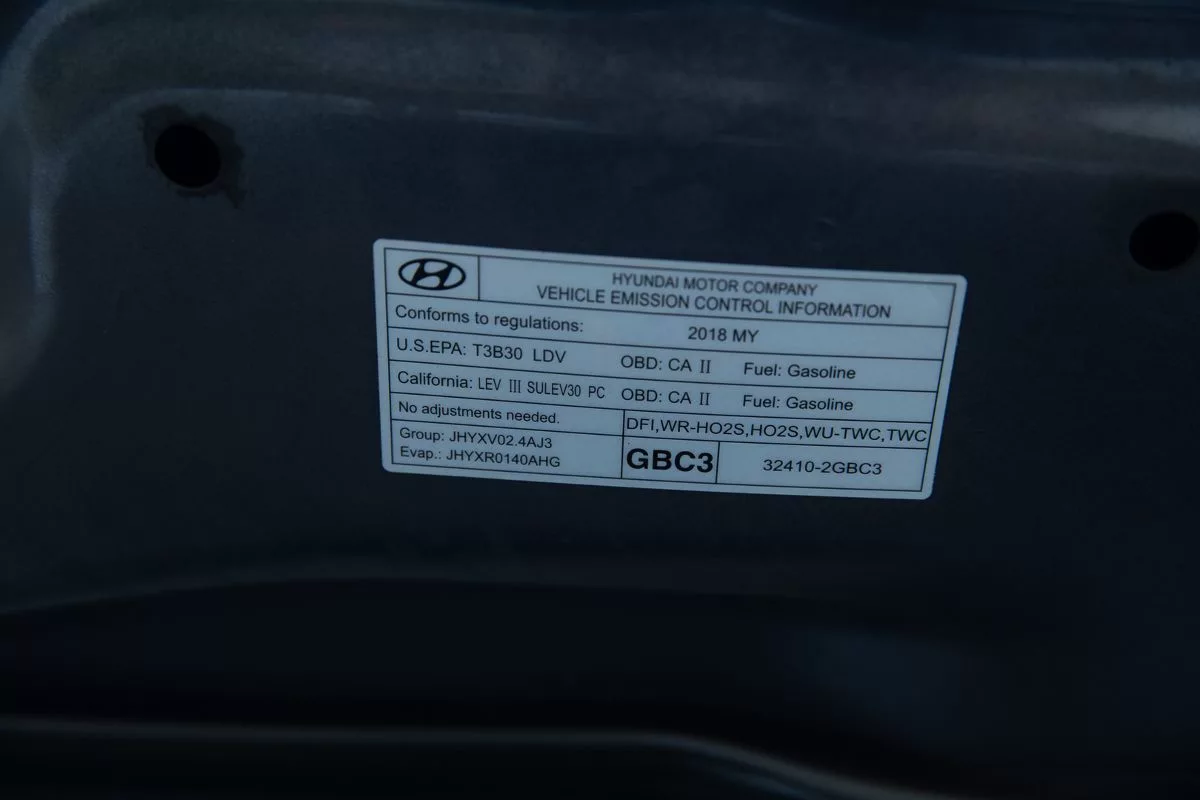 HYUNDAI MOTOR COMPANY
VEHICLE EMISSION CONTROL INFORMATION
Conforms to regulations: 2018 MY
U.S.EPA: T3B30 LDV OBD: CA II Fuel: Gasoline
California: LEV III SULEV30 PC OBD: CA II Fuel: Gasoline
No adjustments needed. DFI,WR-HO2S,HO2S,WU-TWC,TWC
Group: JHYXV02.4AJ3
Evap.: JHYXR0140AHG
GBC3 32410-2GBC3